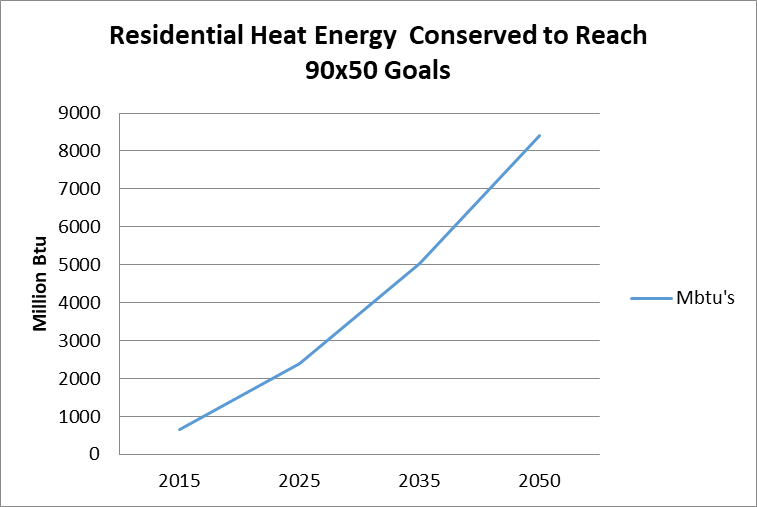 Residential Heat Energy  Conserved to Reach
90x50 Goals
9000
8000
7000
6000
5000
4000
3000
2000
1000
0
Million Btu
2015 2025 2035 2050
Mbtu's